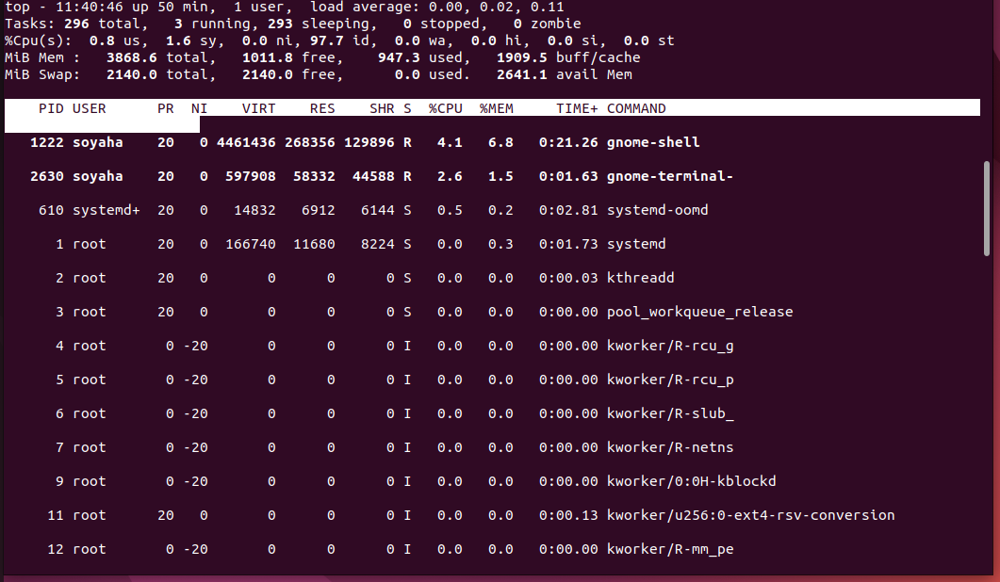 top - 11:40:46 up 50 min,  1 user,  load average: 0.00, 0.02, 0.11
Tasks: 296 total,   3 running, 293 sleeping,   0 stopped,   0 zombie
%Cpu(s):  0.8 us,  1.6 sy,  0.0 ni, 97.7 id,  0.0 wa,  0.0 hi,  0.0 si,  0.0 st
MiB Mem :   3868.6 total,   1011.8 free,    947.3 used,   1909.5 buff/cache
MiB Swap:   2140.0 total,   2140.0 free,      0.0 used.   2641.1 avail Mem
PID USER      PR  NI    VIRT    RES    SHR S  %CPU  %MEM     TIME+ COMMAND
1222 soyaha    20   0 4461436 268356 129896 R   4.1   6.8   0:21.26 gnome-shell
2630 soyaha    20   0  597908  58332  44588 R   2.6   1.5   0:01.63 gnome-terminal-
610 systemd+  20   0   14832   6912   6144 S   0.5   0.2   0:02.81 systemd-oomd
1 root      20   0  166740  11680   8224 S   0.0   0.3   0:01.73 systemd
2 root      20   0       0      0      0 S   0.0   0.0   0:00.03 kthreadd
3 root      20   0       0      0      0 S   0.0   0.0   0:00.00 pool_workqueue_release
4 root       0 -20       0      0      0 I   0.0   0.0   0:00.00 kworker/R-rcu_g
5 root       0 -20       0      0      0 I   0.0   0.0   0:00.00 kworker/R-rcu_p
6 root       0 -20       0      0      0 I   0.0   0.0   0:00.00 kworker/R-slub_
7 root       0 -20       0      0      0 I   0.0   0.0   0:00.00 kworker/R-netns
9 root       0 -20       0      0      0 I   0.0   0.0   0:00.00 kworker/0:0H-kblockd
11 root      20   0       0      0      0 I   0.0   0.0   0:00.13 kworker/u256:0-ext4-rsv-conversion
12 root       0 -20       0      0      0 I   0.0   0.0   0:00.00 kworker/R-mm_pe